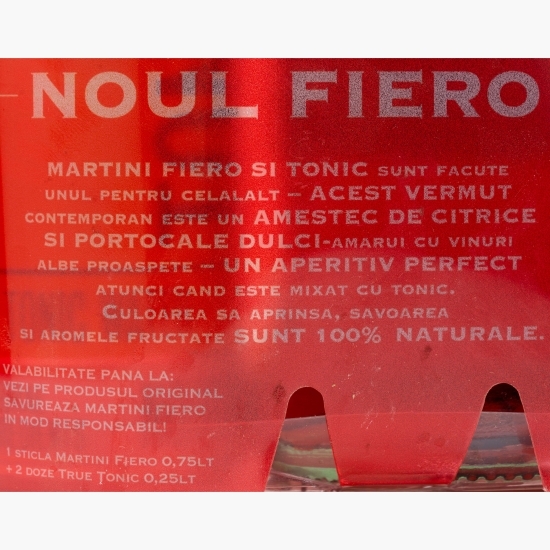 NOUL FIERO
MARTINI FIERO SI TONIC SUNT FACUTE
UNUL PENTRU CELALALT – ACEST VERMUT
CONTEMPORAN ESTE UN AMESTEC DE CITRICE
SI PORTOCALE DULCI-AMARUI CU VINURI
ALBE PROASPETE – UN APERITIV PERFECT
ATUNCI CAND ESTE MIXAT CU TONIC.
CULOAREA SA APRINSA, SAVOAREA
SI AROMELE FRUCTATE SUNT 100% NATURALE.
VALABILITATE PANA LA:
VEZI PE PRODUSUL ORIGINAL
SAVUREAZA MARTINI FIERO
IN MOD RESPONSABIL!
1 STICLA MARTINI FIERO 0,75LT
+ 2 DOZE TRUE TONIC 0,25LT